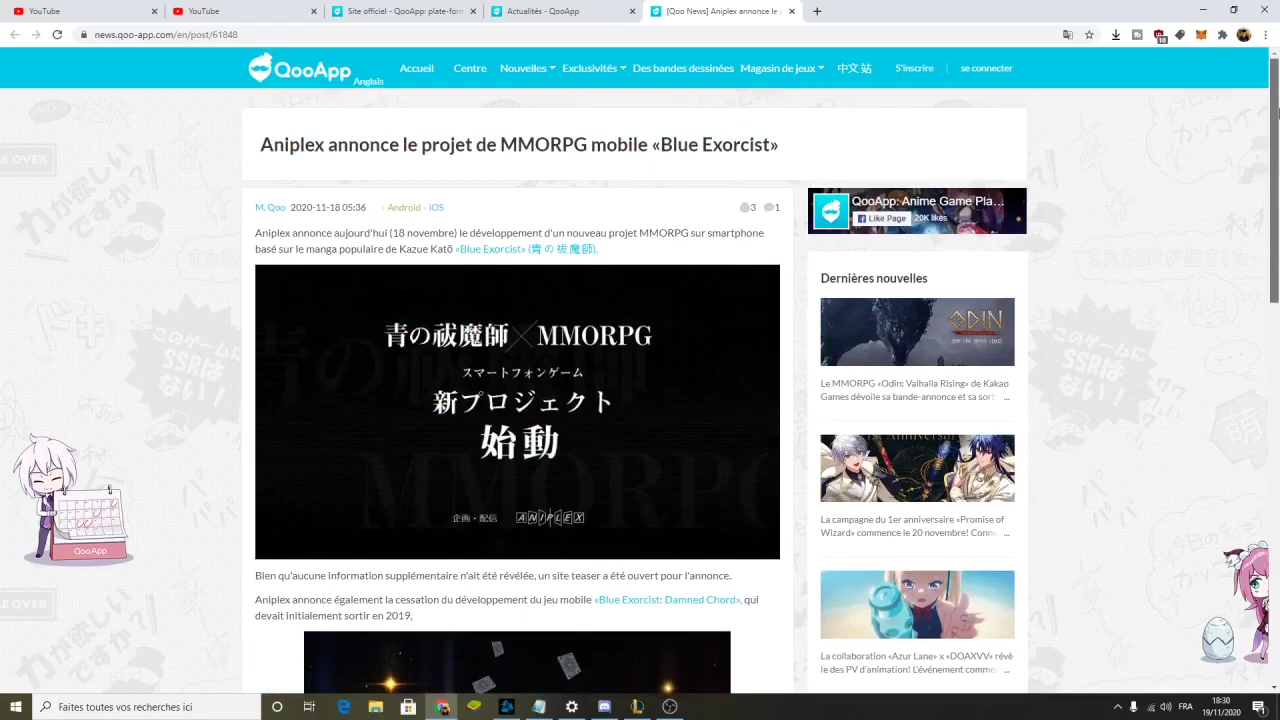 YouTube
YouTube
Site officiel - QooApp: plate-form
Actualités - QooApp
[Qoo News] Aniplex annonce le p
news.qoo-app.com/en/post/61848
QooApp
Anglais
Accueil
Centre
Nouvelles
Exclusivités
Des bandes dessinées
Magasin de jeux
中文 站
S'inscrire
se connecter
Aniplex annonce le projet de MMORPG mobile «Blue Exorcist»
M. Qoo 2020-11-18 05:36 · Android · iOS
3 1
Aniplex annonce aujourd'hui (18 novembre) le développement d'un nouveau projet MMORPG sur smartphone
basé sur le manga populaire de Kazue Katō «Blue Exorcist» (青 の 祓 魔 師).
青の祓魔師×MMORPG
スマートフォンゲーム
新プロジェクト
始動
企画・配信 ANIPLEX
Bien qu'aucune information supplémentaire n'ait été révélée, un site teaser a été ouvert pour l'annonce.
Aniplex annonce également la cessation du développement du jeu mobile «Blue Exorcist: Damned Chord», qui
devait initialement sortir en 2019,
QooApp: Anime Game Pla...
Like Page
20K likes
Dernières nouvelles
ODIN
Le MMORPG «Odin: Valhalla Rising» de Kakao
Games dévoile sa bande-annonce et sa sort ...
La campagne du 1er anniversaire «Promise of
Wizard» commence le 20 novembre! Conne ...
La collaboration «Azur Lane» x «DOAXVV» révè
le des PV d'animation! L'événement comme ...
QooApp
Faites toutes vos recherches ici
FRA
18:30
19/11/2020